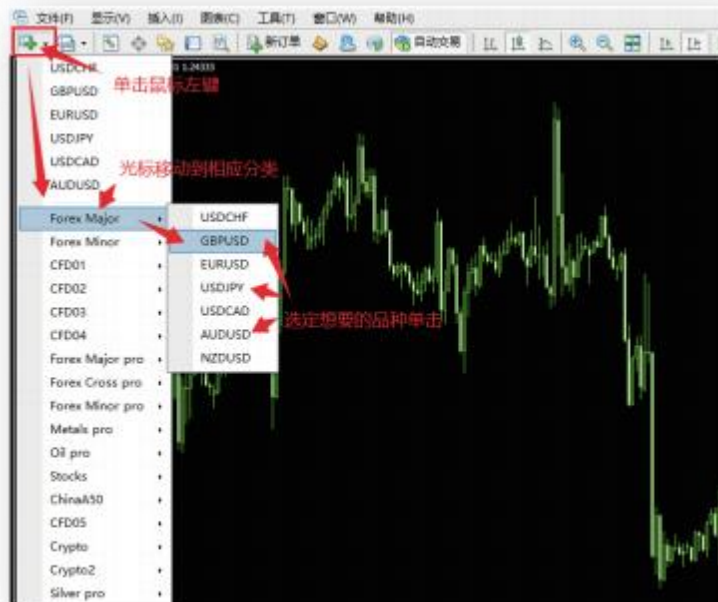 文件(F) 显示(V) 插入(I) 图表(C) 工具(T) 窗口(W) 帮助(H)
新订单 自动交易
USDCHF 1.24333
单击鼠标左键
GBPUSD
EURUSD
USDJPY
USDCAD
光标移动到相应分类
AUDUSD
Forex Major
USDCHF
Forex Minor
GBPUSD
CFD01
EURUSD
CFD02
USDJPY
CFD03
USDCAD
选定想要的品种单击
CFD04
AUDUSD
Forex Major pro
NZDUSD
Forex Cross pro
Forex Minor pro
Metals pro
Oil pro
Stocks
ChinaA50
CFD05
Crypto
Crypto2
Silver pro